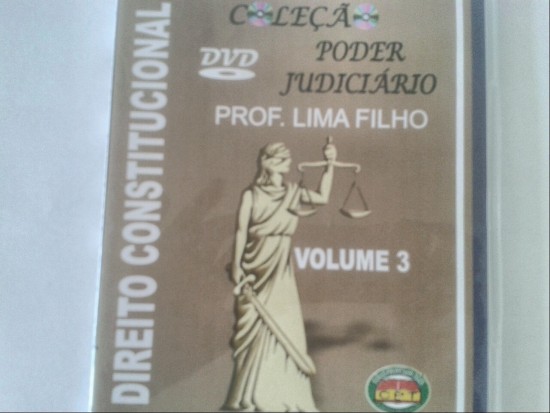 COLEÇÃO
DVD
PODER
JUDICIÁRIO
PROF. LIMA FILHO
VOLUME 3
DIREITO CONSTITUCIONAL